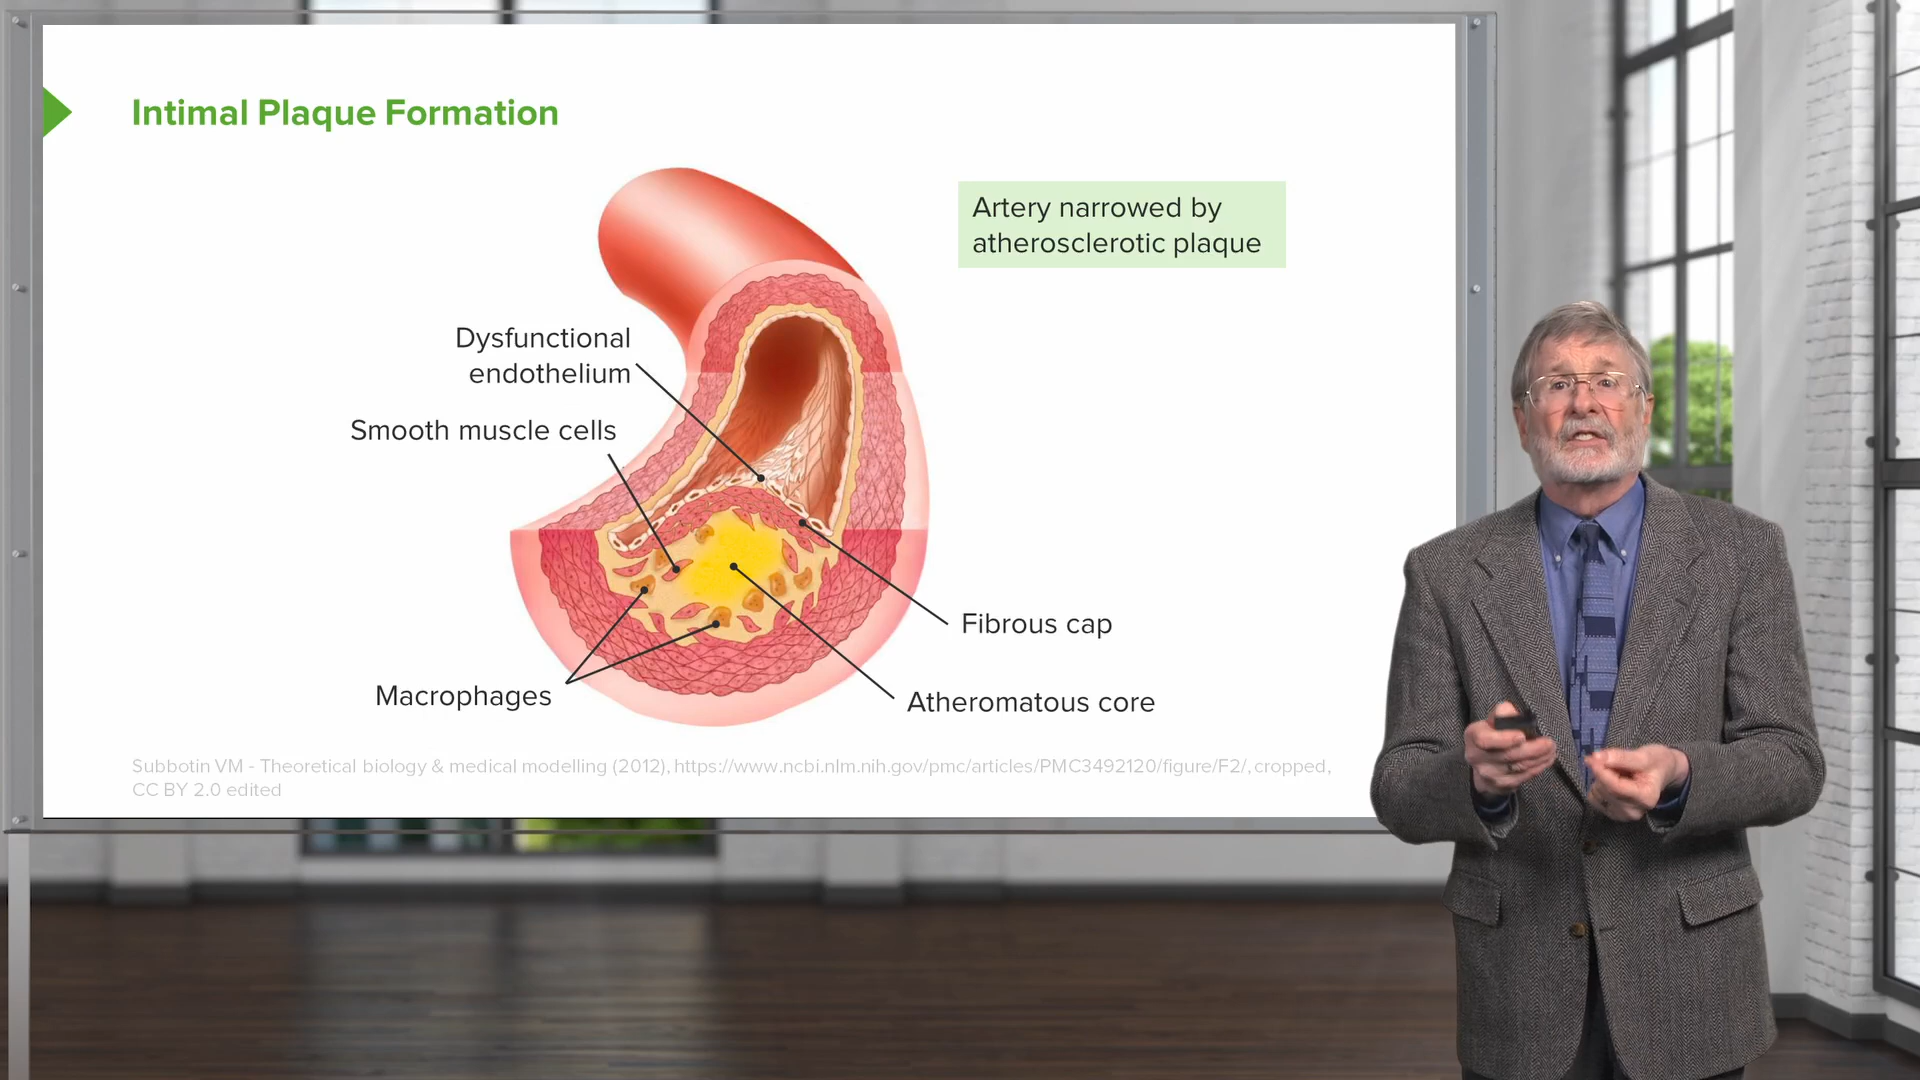 Intimal Plaque Formation
Artery narrowed by
atherosclerotic plaque
Dysfunctional
endothelium
Smooth muscle cells
Fibrous cap
Macrophages
Atheromatous core
Subbotin VM - Theoretical biology & medical modelling (2012), https://www.ncbi.nlm.nih.gov/pmc/articles/PMC3492120/figure/F2/, cropped,
CC BY 2.0 edited